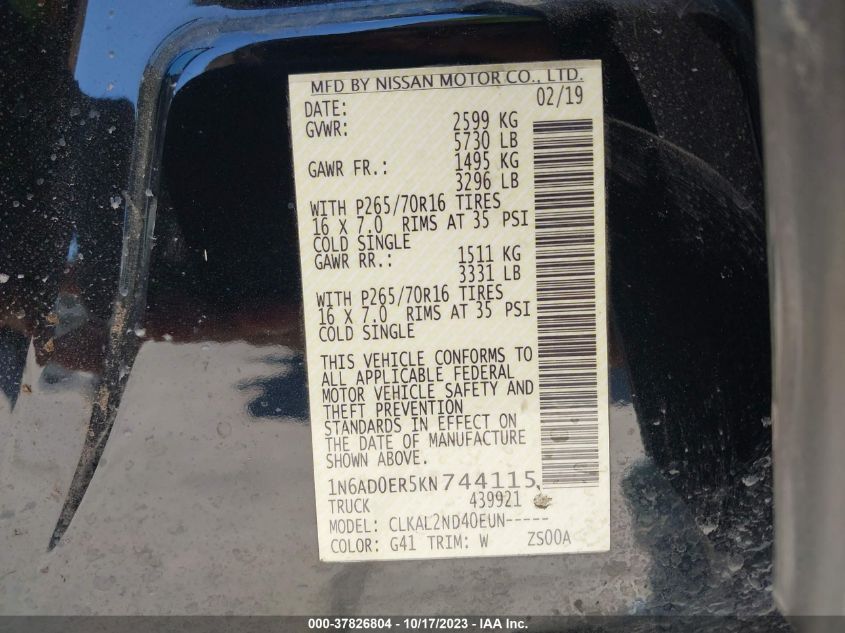 MFD BY NISSAN MOTOR CO., LTD.
DATE: 02/19
GVWR: 2599 KG
5730 LB
GAWR FR.: 1495 KG
3296 LB
WITH P265/70R16 TIRES
16 X 7.0 RIMS AT 35 PSI
COLD SINGLE
GAWR RR.: 1511 KG
3331 LB
WITH P265/70R16 TIRES
16 X 7.0 RIMS AT 35 PSI
COLD SINGLE
THIS VEHICLE CONFORMS TO
ALL APPLICABLE FEDERAL
MOTOR VEHICLE SAFETY AND
THEFT PREVENTION
STANDARDS IN EFFECT ON
THE DATE OF MANUFACTURE
SHOWN ABOVE.
1N6AD0ER5KN744115
TRUCK 439921
MODEL: CLKAL2ND40EUN-----
COLOR: G41 TRIM: W ZS00A
000-37826804 - 10/17/2023 - IAA Inc.